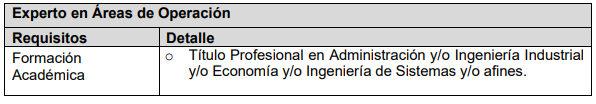 Experto en Áreas de Operación
Requisitos Detalle
Formación Académica
○ Título Profesional en Administración y/o Ingeniería Industrial
y/o Economía y/o Ingeniería de Sistemas y/o afines.